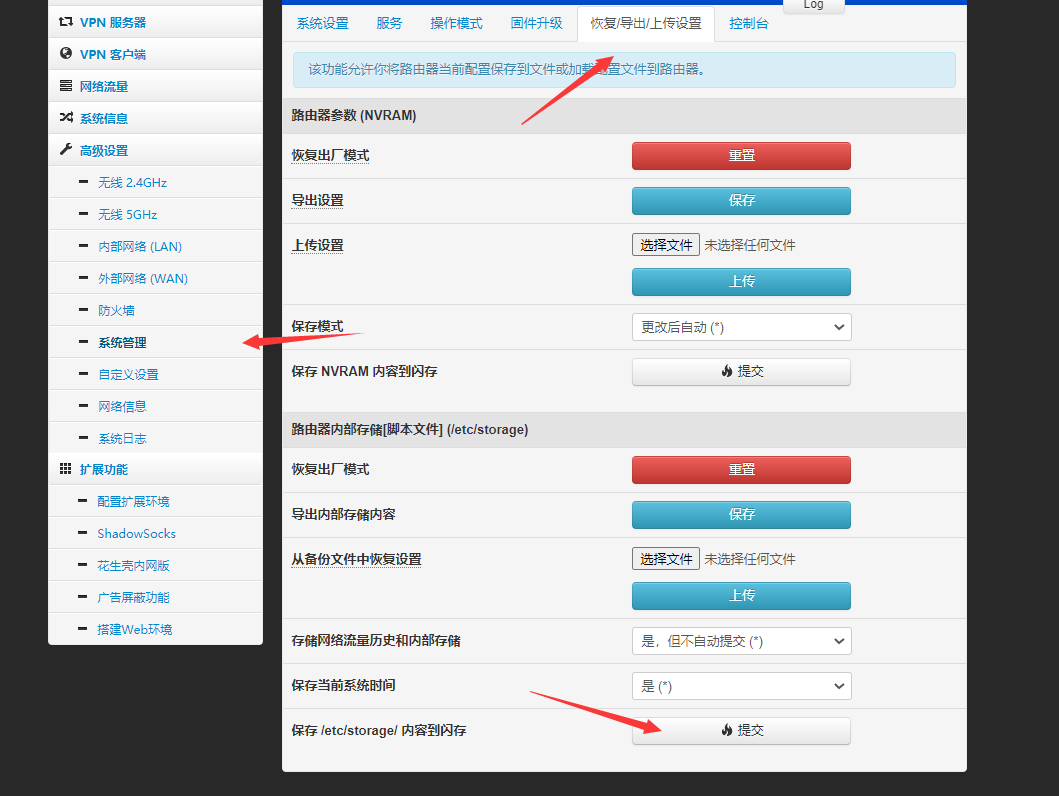 VPN 服务器
VPN 客户端
网络流量
系统信息
高级设置
无线 2.4GHz
无线 5GHz
内部网络 (LAN)
外部网络 (WAN)
防火墙
系统管理
自定义设置
网络信息
系统日志
扩展功能
配置扩展环境
ShadowSocks
花生壳内网版
广告屏蔽功能
搭建Web环境
Log
系统设置 服务 操作模式 固件升级 恢复/导出/上传设置 控制台
该功能允许你将路由器当前配置保存到文件或加载配置文件到路由器。
路由器参数 (NVRAM)
恢复出厂模式 重置
导出设置 保存
上传设置 选择文件 未选择任何文件
上传
保存模式 更改后自动 (*)
保存 NVRAM 内容到闪存 提交
路由器内部存储[脚本文件] (/etc/storage)
恢复出厂模式 重置
导出内部存储内容 保存
从备份文件中恢复设置 选择文件 未选择任何文件
上传
存储网络流量历史和内部存储 是，但不自动提交 (*)
保存当前系统时间 是 (*)
保存 /etc/storage/ 内容到闪存 提交